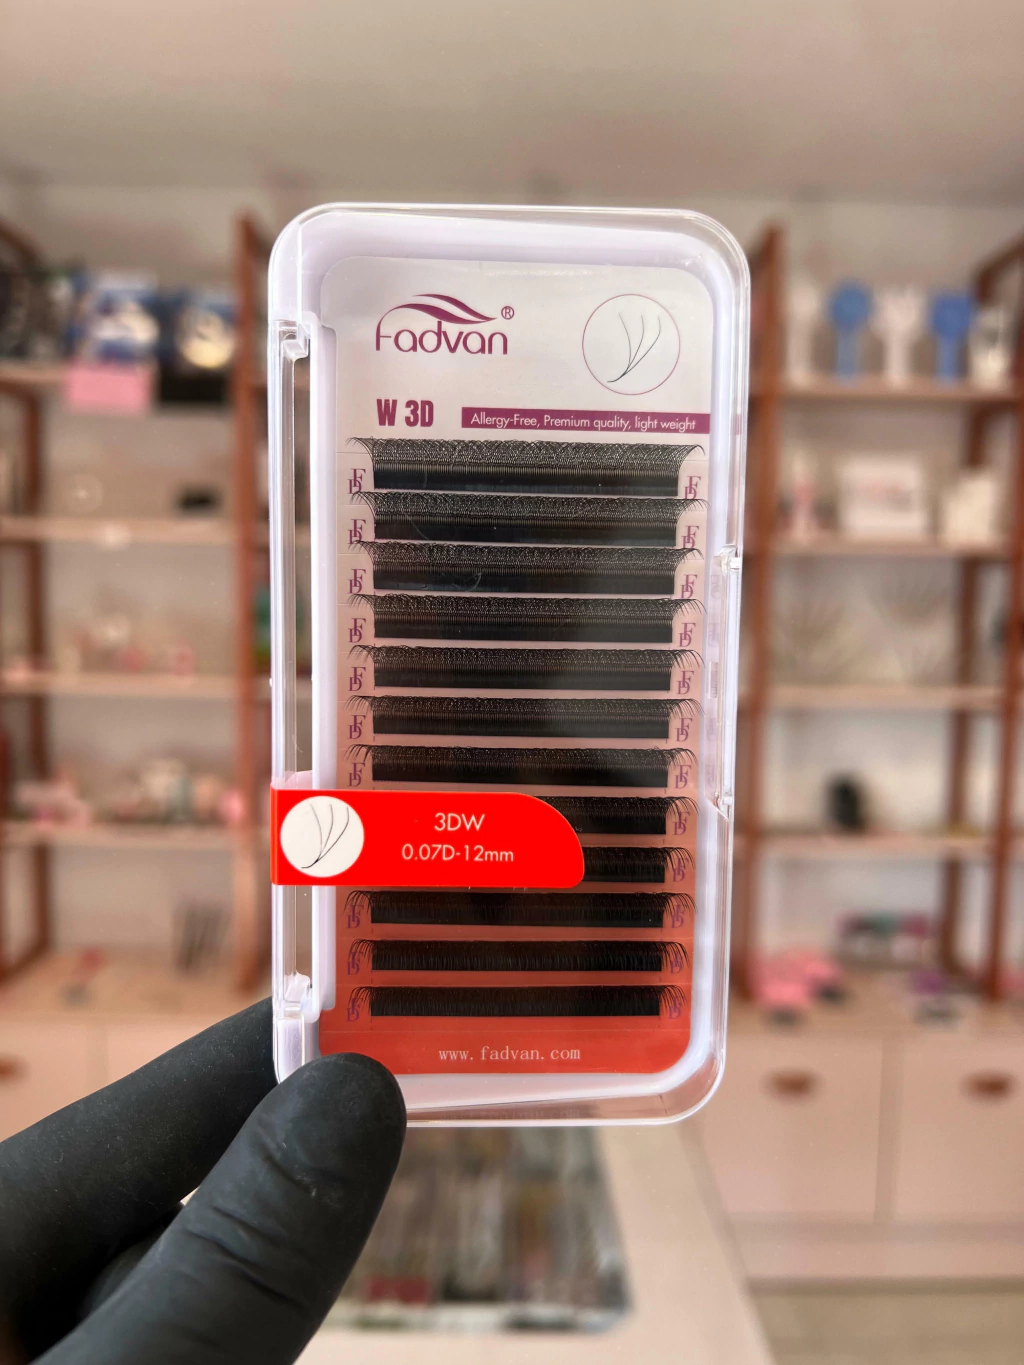 Fadvan®
W 3D
Allergy-Free, Premium quality, light weight
3DW
0.07D-12mm
www.fadvan.com